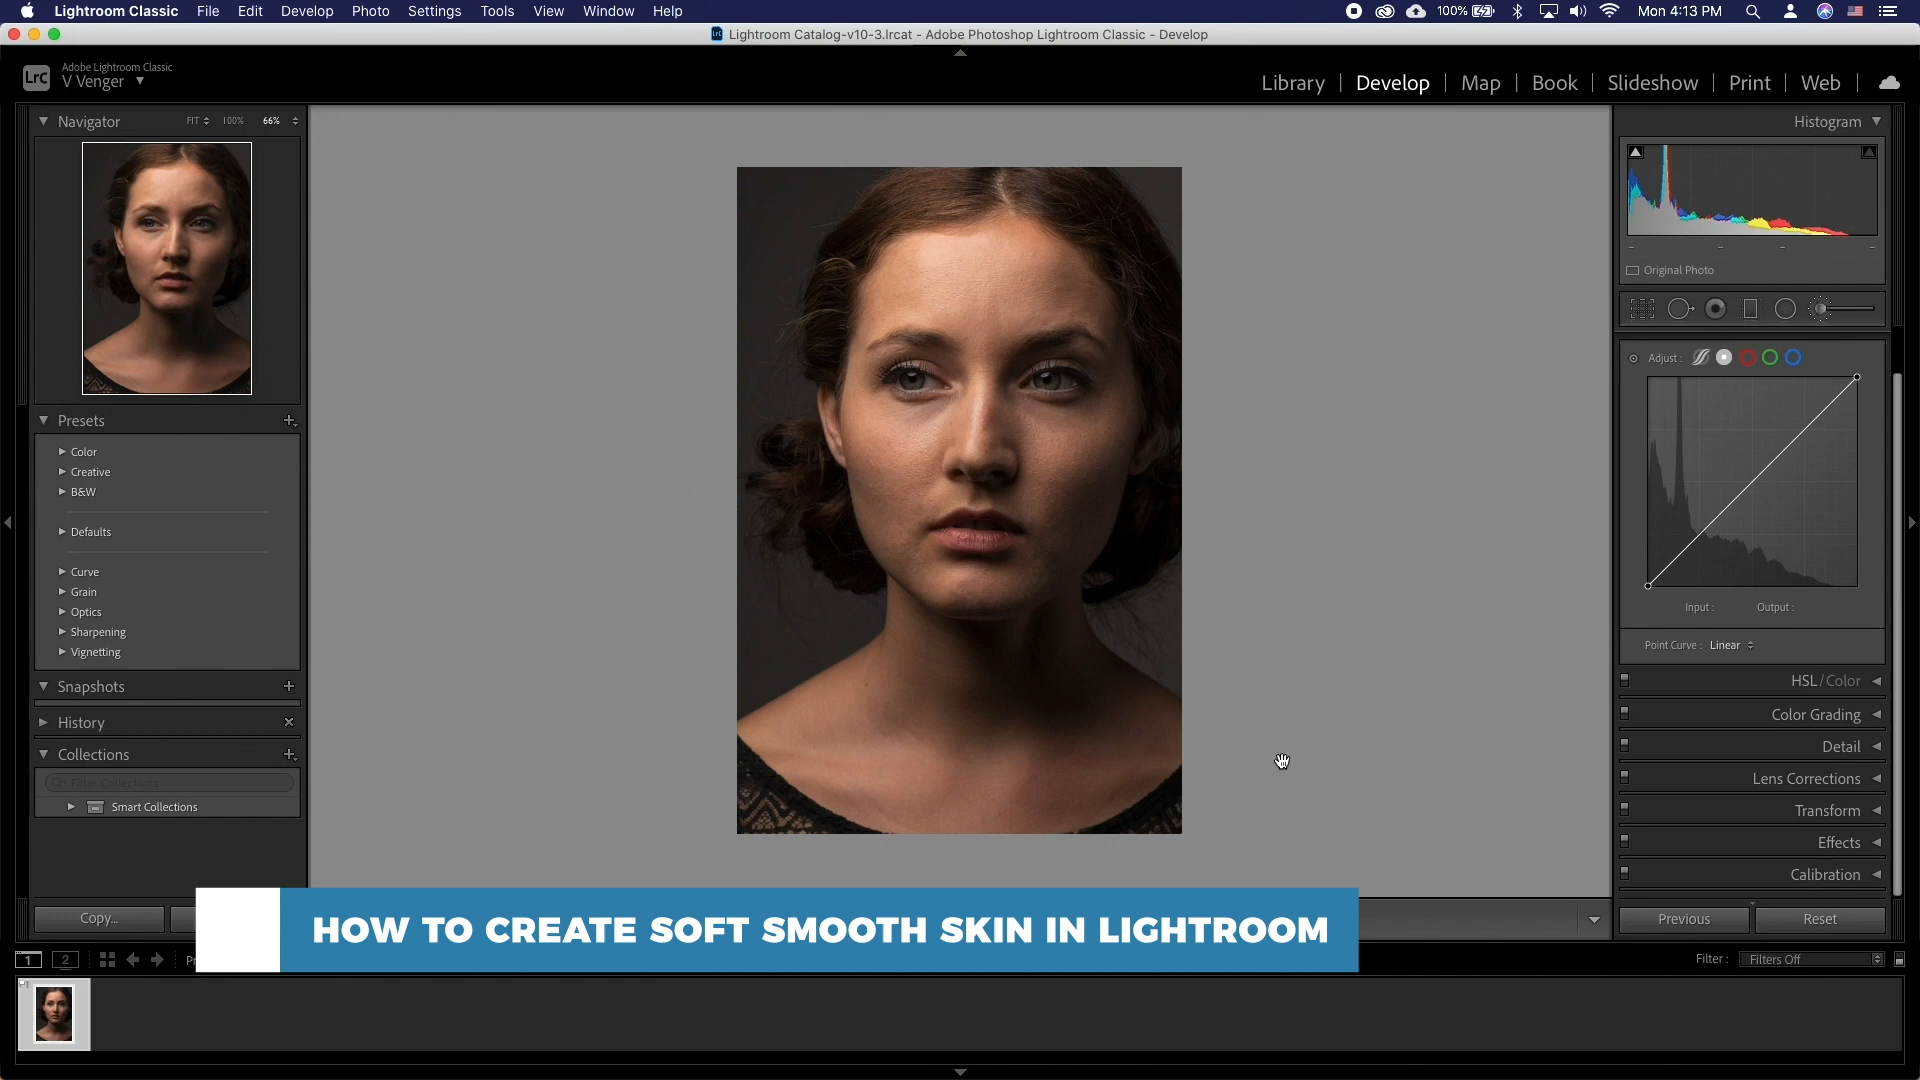 Lightroom Classic File Edit Develop Photo Settings Tools View Window Help 100% Mon 4:13 PM
Lightroom Catalog-v10-3.lrcat - Adobe Photoshop Lightroom Classic - Develop
LrC Adobe Lightroom Classic
V Venger
Library Develop Map Book Slideshow Print Web
Navigator FIT 100% 66%
Presets
Color
Creative
B&W
Defaults
Curve
Grain
Optics
Sharpening
Vignetting
Snapshots
History
Collections
Filter Collections
Smart Collections
Copy...
Histogram
Original Photo
Adjust :
Input : Output :
Point Curve : Linear
HSL / Color
Color Grading
Detail
Lens Corrections
Transform
Effects
Calibration
Previous Reset
HOW TO CREATE SOFT SMOOTH SKIN IN LIGHTROOM
1 2
Filter : Filters Off